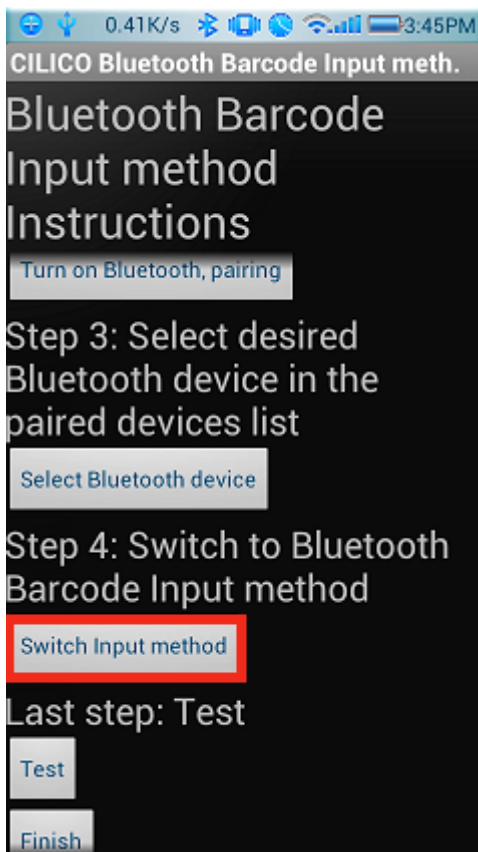 0.41K/s 3:45PM
CILICO Bluetooth Barcode Input meth.
Bluetooth Barcode
Input method
Instructions
Turn on Bluetooth, pairing
Step 3: Select desired
Bluetooth device in the
paired devices list
Select Bluetooth device
Step 4: Switch to Bluetooth
Barcode Input method
Switch Input method
Last step: Test
Test
Finish